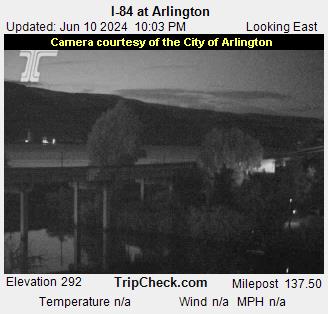 I-84 at Arlington
Updated: Jun 10 2024 10:03 PM Looking East
Camera courtesy of the City of Arlington
Elevation 292 TripCheck.com Milepost 137.50
Temperature n/a Wind n/a MPH n/a